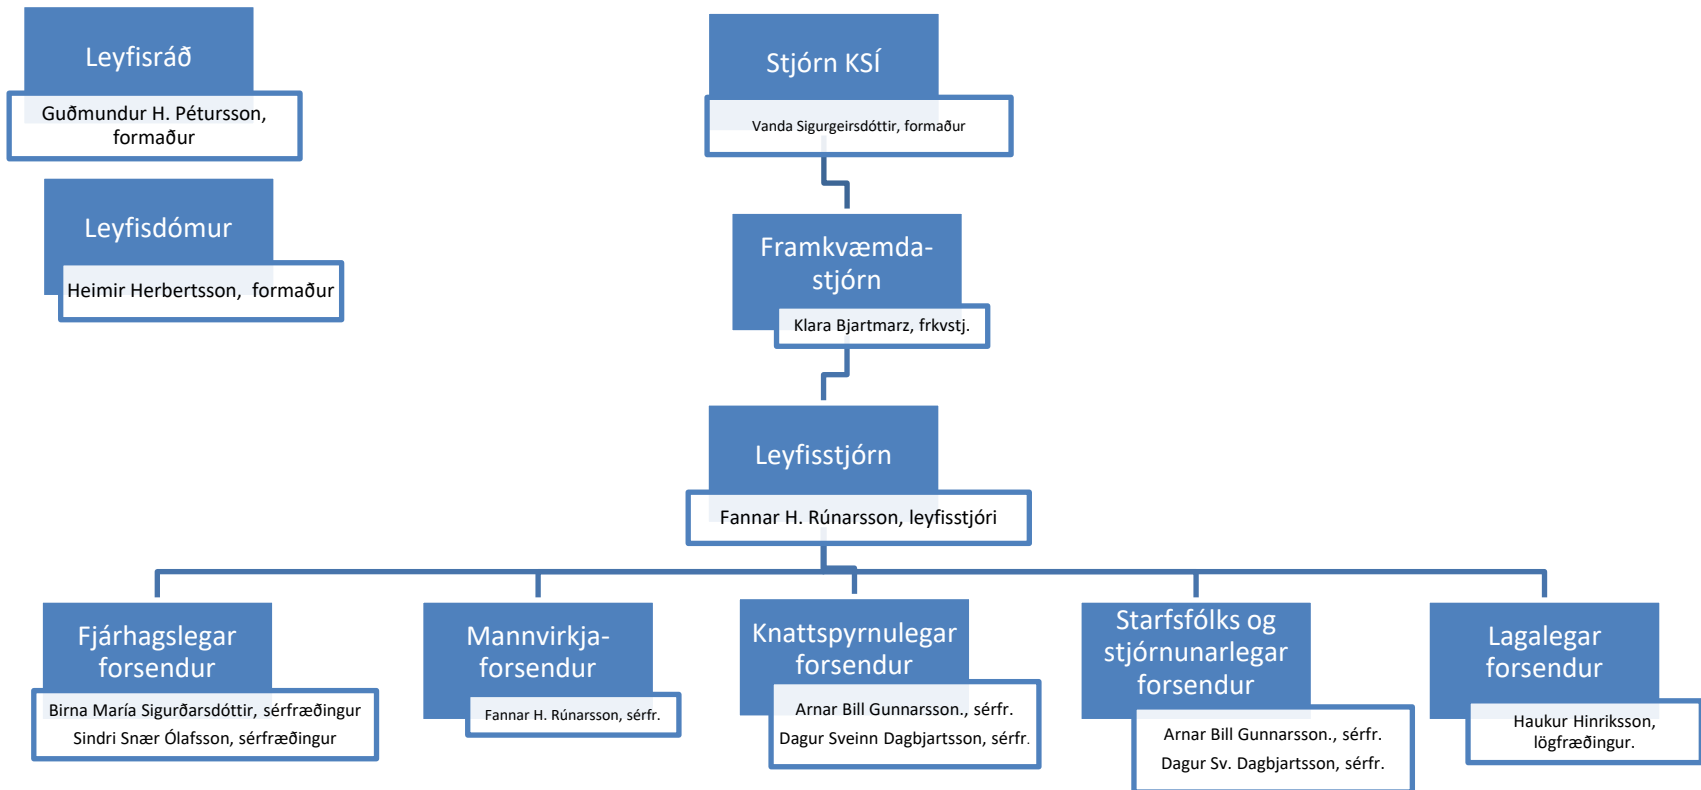 Leyfisráð
Guðmundur H. Pétursson,
formaður
Leyfisdómur
Heimir Herbertsson, formaður
Stjórn KSÍ
Vanda Sigurgeirsdóttir, formaður
Framkvæmda-
stjórn
Klara Bjartmarz, frkvstj.
Leyfisstjórn
Fannar H. Rúnarsson, leyfisstjóri
Fjárhagslegar
forsendur
Birna María Sigurðarsdóttir, sérfræðingur
Sindri Snær Ólafsson, sérfræðingur
Mannvirkja-
forsendur
Fannar H. Rúnarsson, sérfr.
Knattspyrnulegar
forsendur
Arnar Bill Gunnarsson., sérfr.
Dagur Sveinn Dagbjartsson, sérfr.
Starfsfólks og
stjórnunarlegar
forsendur
Arnar Bill Gunnarsson., sérfr.
Dagur Sv. Dagbjartsson, sérfr.
Lagalegar
forsendur
Haukur Hinriksson,
lögfræðingur.